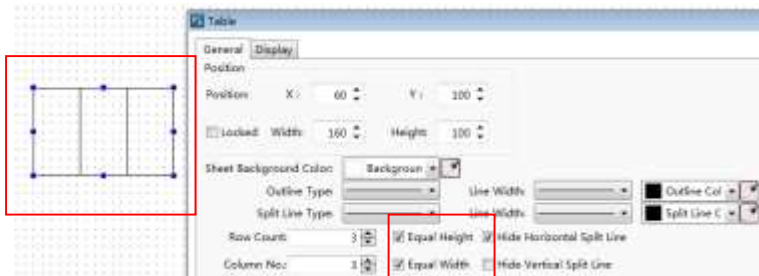 Table
General Display
Position
Position: X: 60 Y: 100
Locked Width: 160 Height: 100
Sheet Background Color: Backgroun
Outline Type: Line Width: Outline Col
Split Line Type: Line Width: Split Line C
Row Count: 3 Equal Height Hide Horizontal Split Line
Column No.: 3 Equal Width Hide Vertical Split Line